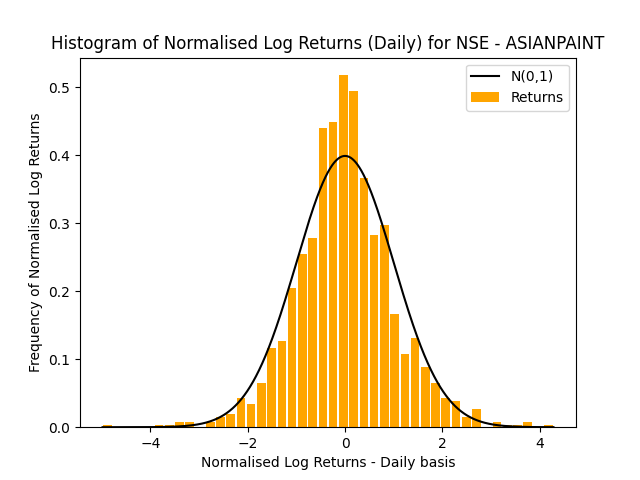 Histogram of Normalised Log Returns (Daily) for NSE - ASIANPAINT
N(0,1)
Returns
Frequency of Normalised Log Returns
0.5
0.4
0.3
0.2
0.1
0.0
−4 −2 0 2 4
Normalised Log Returns - Daily basis